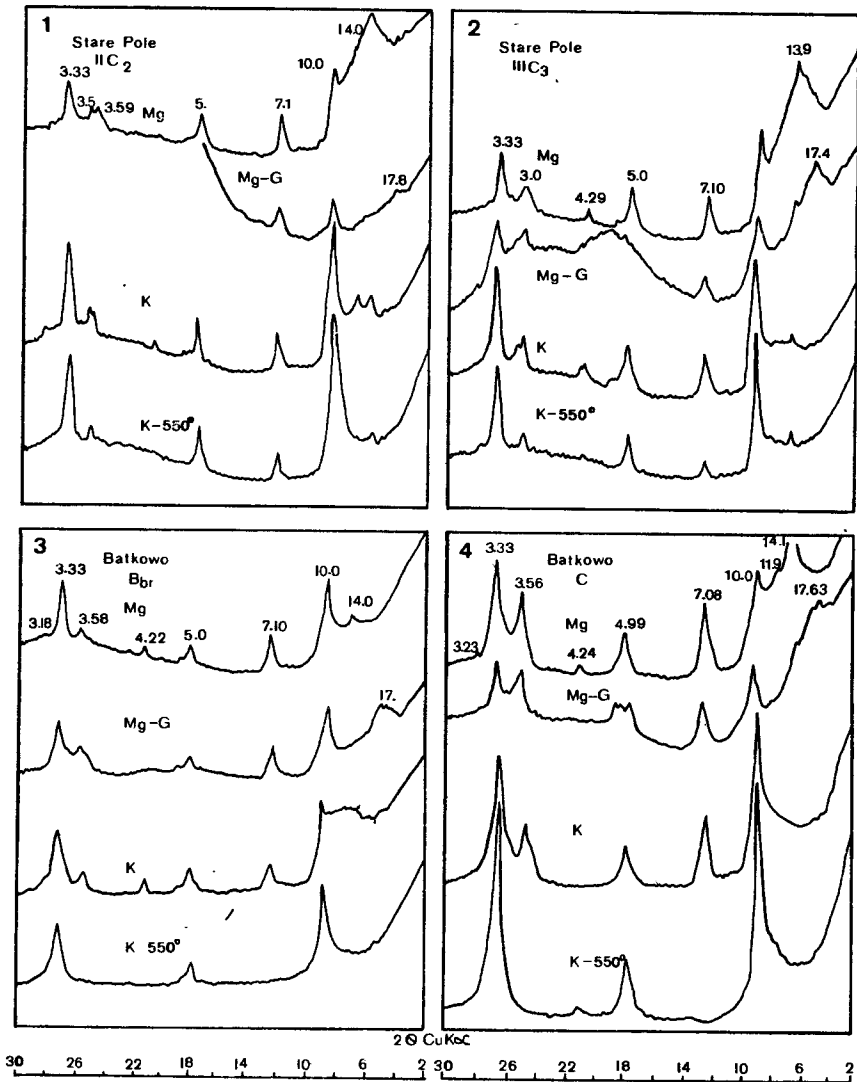 1
Stare Pole
IIC2
14.0
10.0
3.33
3.5
3.59
Mg
5.
7.1
Mg-G
17.8
K
K-550°
2
Stare Pole
IIIC3
13.9
3.33
Mg
3.0
4.29
5.0
7.10
17.4
Mg-G
K
K-550°
3
Batkowo
Bbr
Mg
3.18
3.33
3.58
4.22
5.0
7.10
10.0
14.0
Mg-G
17.
K
K 550°
4
Batkowo
C
Mg
3.23
3.33
3.56
4.24
4.99
7.08
10.0
11.9
14.1
17.63
Mg-G
K
K-550°
2 Θ CuKα
30 26 22 18 14 10 6 2 30 26 22 18 14 10 6 2